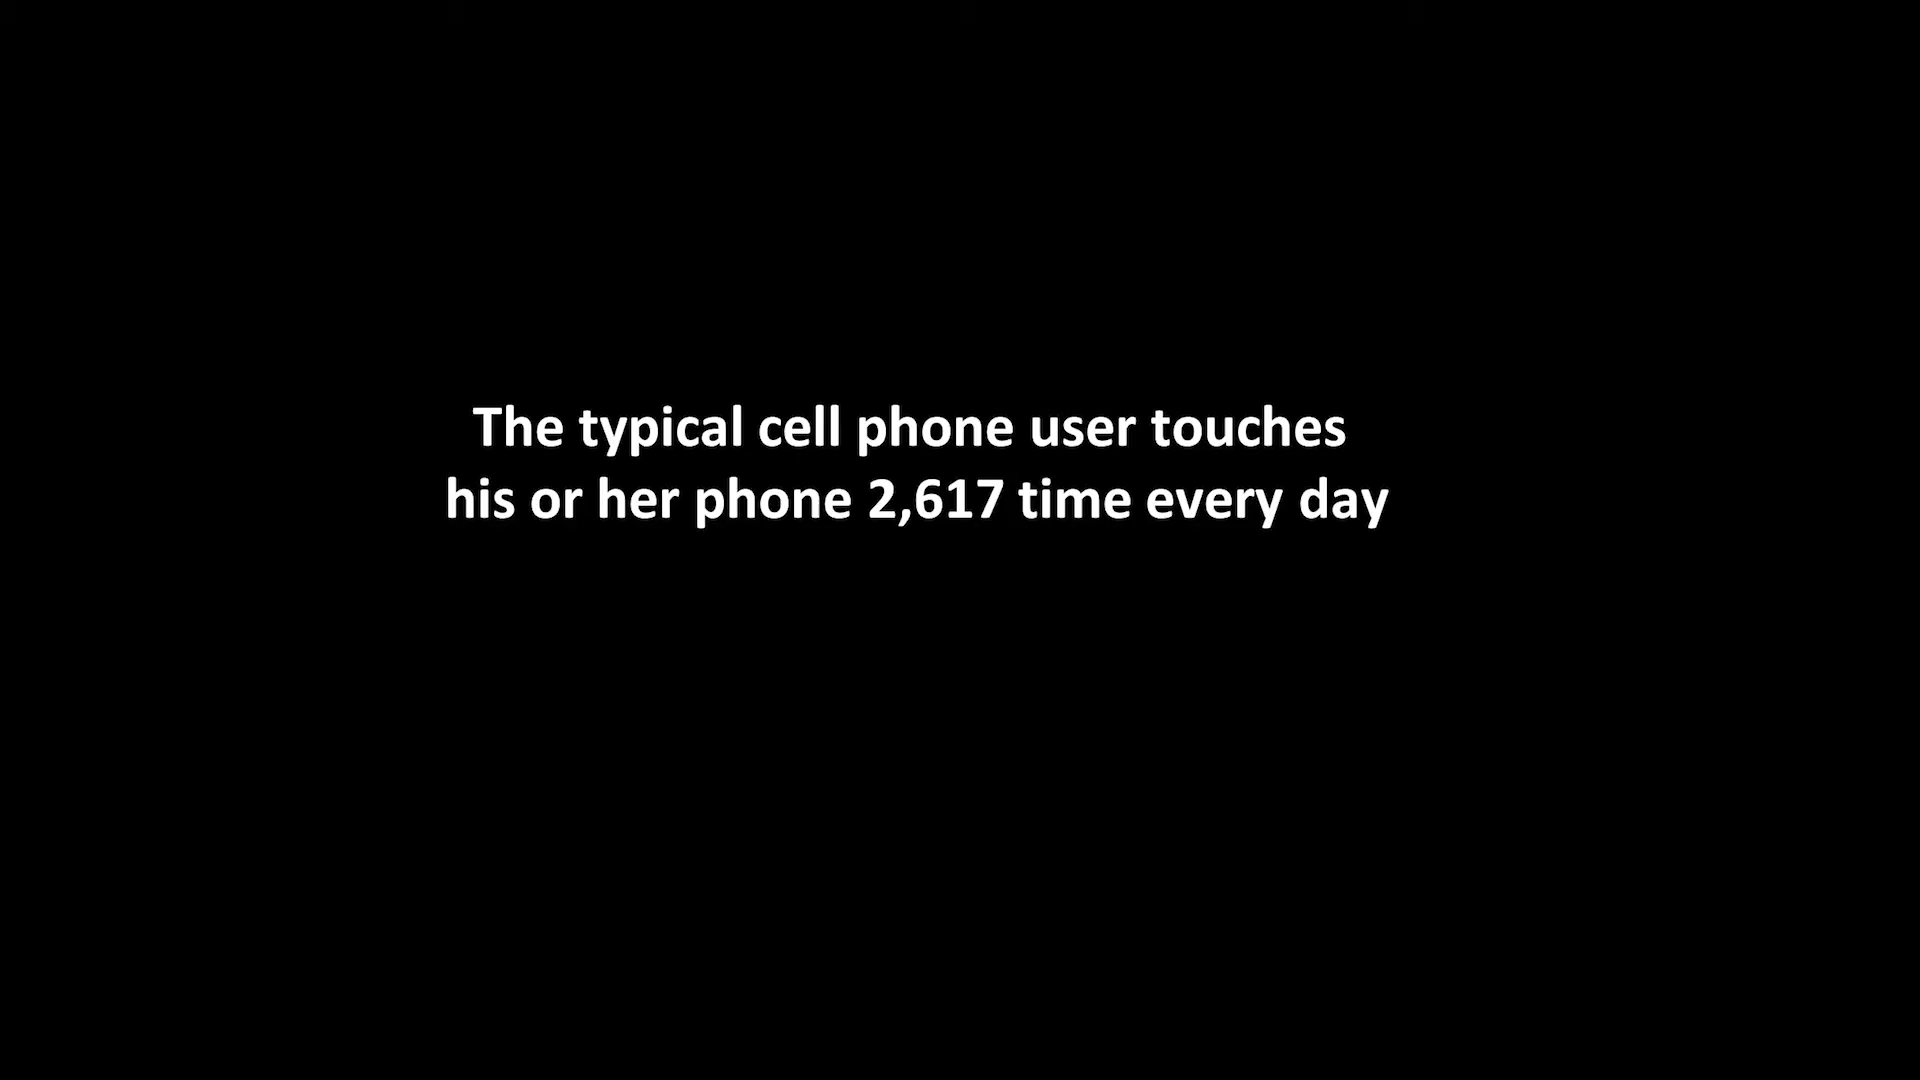 The typical cell phone user touches
his or her phone 2,617 time every day